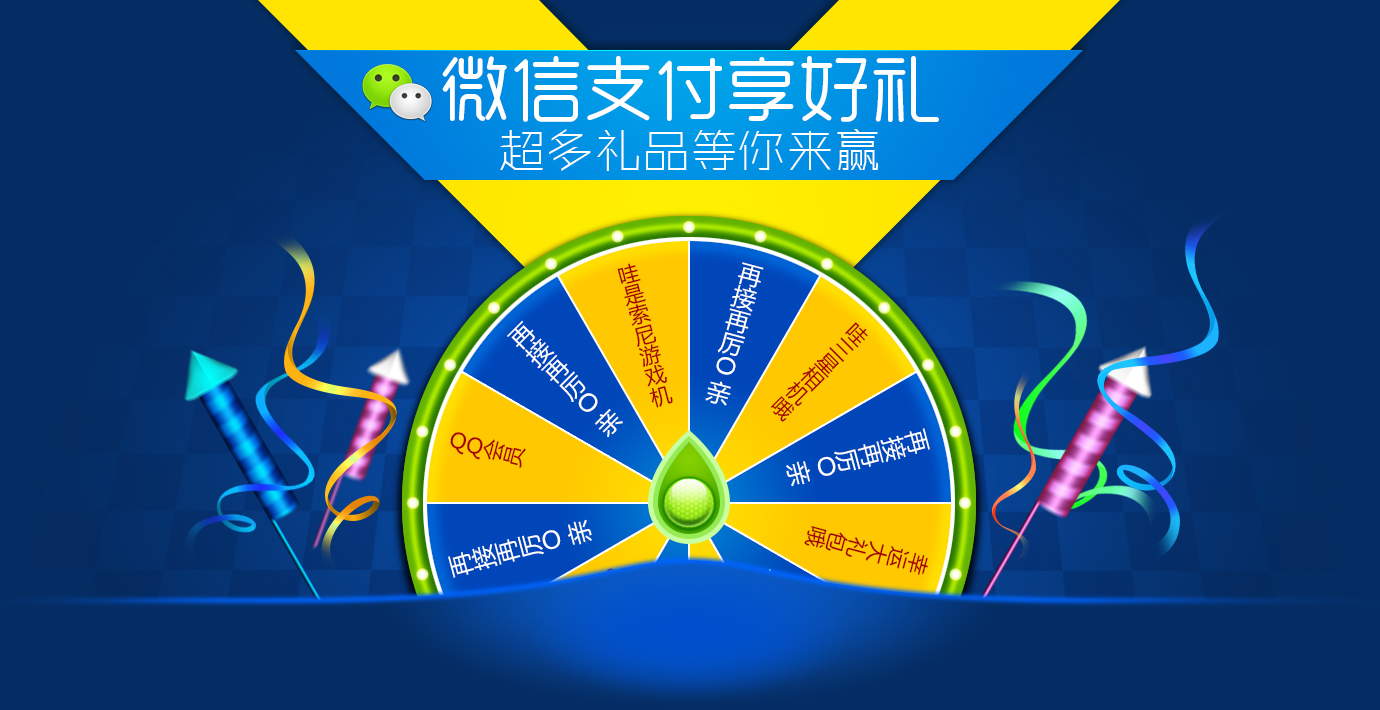 微信支付享好礼
超多礼品等你来赢
哇是索尼游戏机
再接再厉O 亲
再接再厉O 亲
哇三星相机哦
QQ会员
再接再厉O 亲
再接再厉O 亲
幸运大礼包哦